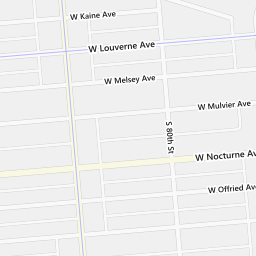 W Kaine Ave
W Louverne Ave
W Melsey Ave
W Mulvier Ave
S 80th St
W Nocturne Av
W Offried Ave